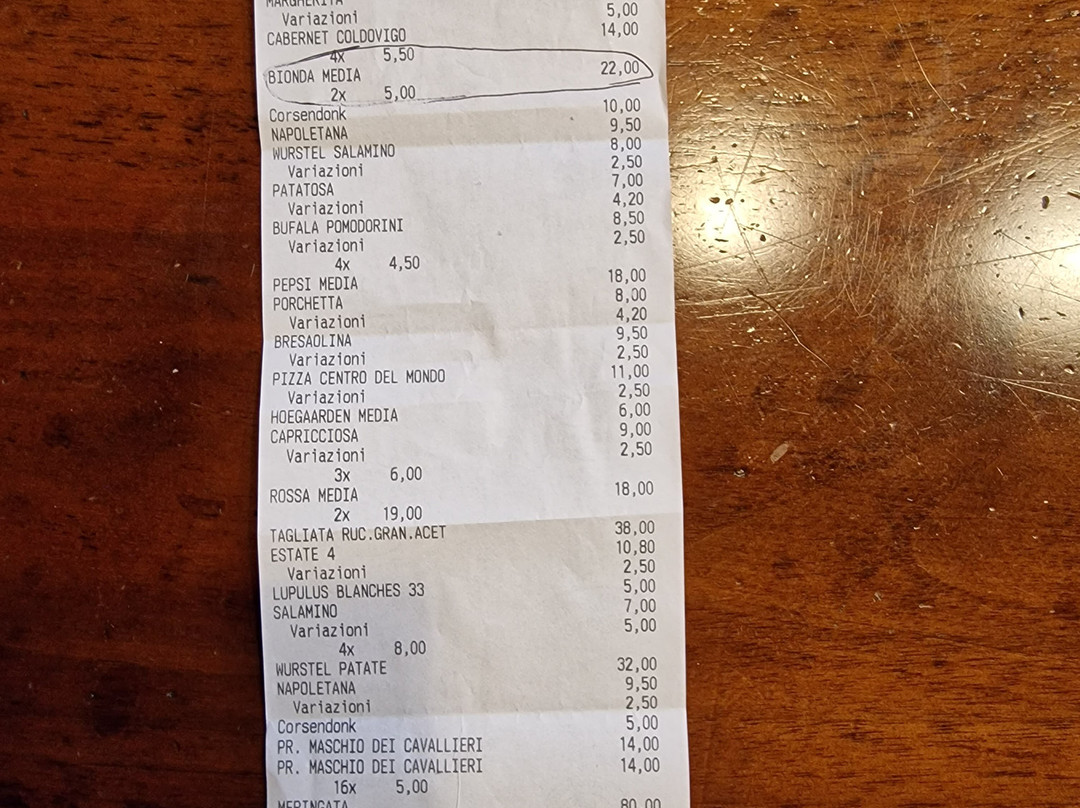 MARGHERITA
Variazioni 5,00
CABERNET COLDOVIGO 14,00
4x 5,50
BIONDA MEDIA 22,00
2x 5,00
Corsendonk 10,00
NAPOLETANA 9,50
WURSTEL SALAMINO 8,00
Variazioni 2,50
PATATOSA 7,00
Variazioni 4,20
BUFALA POMODORINI 8,50
Variazioni 2,50
4x 4,50
PEPSI MEDIA 18,00
PORCHETTA 8,00
Variazioni 4,20
BRESAOLINA 9,50
Variazioni 2,50
PIZZA CENTRO DEL MONDO 11,00
Variazioni 2,50
HOEGAARDEN MEDIA 6,00
CAPRICCIOSA 9,00
Variazioni 2,50
3x 6,00
ROSSA MEDIA 18,00
2x 19,00
TAGLIATA RUC.GRAN.ACET 38,00
ESTATE 4 10,80
Variazioni 2,50
LUPULUS BLANCHES 33 5,00
SALAMINO 7,00
Variazioni 5,00
4x 8,00
WURSTEL PATATE 32,00
NAPOLETANA 9,50
Variazioni 2,50
Corsendonk 5,00
PR. MASCHIO DEI CAVALLIERI 14,00
PR. MASCHIO DEI CAVALLIERI 14,00
16x 5,00
MERINGATA 80,00